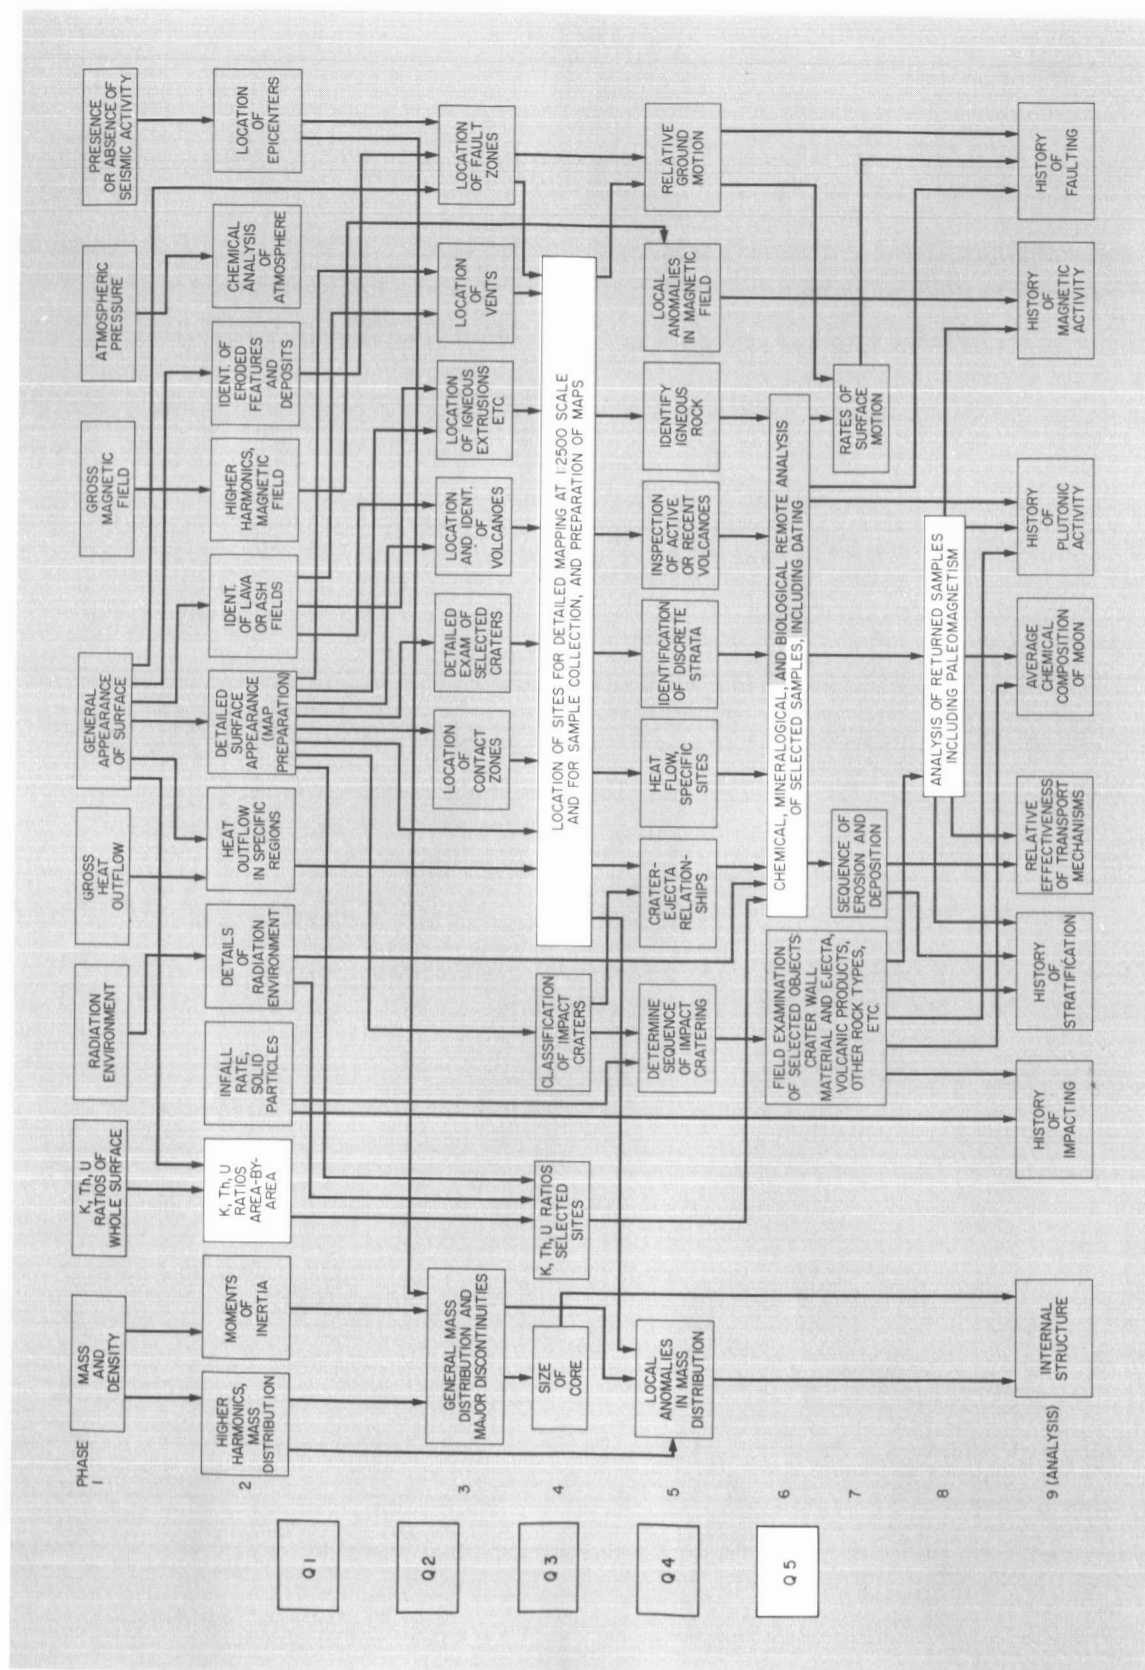 PHASE
1
MASS
AND
DENSITY
K, Th, U
RATIOS OF
WHOLE SURFACE
RADIATION
ENVIRONMENT
GROSS
HEAT
OUTFLOW
GENERAL
APPEARANCE
OF SURFACE
GROSS
MAGNETIC
FIELD
ATMOSPHERIC
PRESSURE
PRESENCE
OR ABSENCE OF
SEISMIC ACTIVITY
2
HIGHER
HARMONICS,
MASS
DISTRIBUTION
MOMENTS
OF
INERTIA
K, Th, U
RATIOS
AREA-BY-
AREA
INFALL
RATE,
SOLID
PARTICLES
DETAILS
OF
RADIATION
ENVIRONMENT
HEAT
OUTFLOW
IN SPECIFIC
REGIONS
DETAILED
SURFACE
APPEARANCE
(MAP
PREPARATION)
IDENT.
OF LAVA
OR ASH
FIELDS
HIGHER
HARMONICS,
MAGNETIC
FIELD
IDENT. OF
ERODED
FEATURES
AND
DEPOSITS
CHEMICAL
ANALYSIS
OF
ATMOSPHERE
LOCATION
OF
EPICENTERS
3
GENERAL MASS
DISTRIBUTION AND
MAJOR DISCONTINUITIES
LOCATION
OF
CONTACT
ZONES
DETAILED
EXAM OF
SELECTED
CRATERS
LOCATION
AND IDENT.
OF
VOLCANOES
LOCATION
OF IGNEOUS
EXTRUSIONS
ETC.
LOCATION
OF
VENTS
LOCATION
OF FAULT
ZONES
4
SIZE
OF
CORE
K, Th, U RATIOS
SELECTED
SITES
CLASSIFICATION
OF IMPACT
CRATERS
LOCATION OF SITES FOR DETAILED MAPPING AT 1:2500 SCALE
AND FOR SAMPLE COLLECTION, AND PREPARATION OF MAPS
5
LOCAL
ANOMALIES
IN MASS
DISTRIBUTION
DETERMINE
SEQUENCE
OF IMPACT
CRATERING
CRATER-
EJECTA
RELATION-
SHIPS
HEAT
FLOW,
SPECIFIC
SITES
IDENTIFICATION
OF DISCRETE
STRATA
INSPECTION
OF ACTIVE
OR RECENT
VOLCANOES
IDENTIFY
IGNEOUS
ROCK
LOCAL
ANOMALIES
IN MAGNETIC
FIELD
RELATIVE
GROUND
MOTION
6
FIELD EXAMINATION
OF SELECTED OBJECTS:
CRATER WALL
MATERIAL AND EJECTA,
VOLCANIC PRODUCTS,
OTHER ROCK TYPES,
ETC.
CHEMICAL, MINERALOGICAL, AND BIOLOGICAL REMOTE ANALYSIS
OF SELECTED SAMPLES, INCLUDING DATING
7
SEQUENCE OF
EROSION AND
DEPOSITION
RATES OF
SURFACE
MOTION
8
ANALYSIS OF RETURNED SAMPLES
INCLUDING PALEOMAGNETISM
9 (ANALYSIS)
INTERNAL
STRUCTURE
HISTORY
OF
IMPACTING
HISTORY
OF
STRATIFICATION
RELATIVE
EFFECTIVENESS
OF TRANSPORT
MECHANISMS
AVERAGE
CHEMICAL
COMPOSITION
OF MOON
HISTORY
OF
PLUTONIC
ACTIVITY
HISTORY
OF
MAGNETIC
ACTIVITY
HISTORY
OF
FAULTING
Q1
Q2
Q3
Q4
Q5